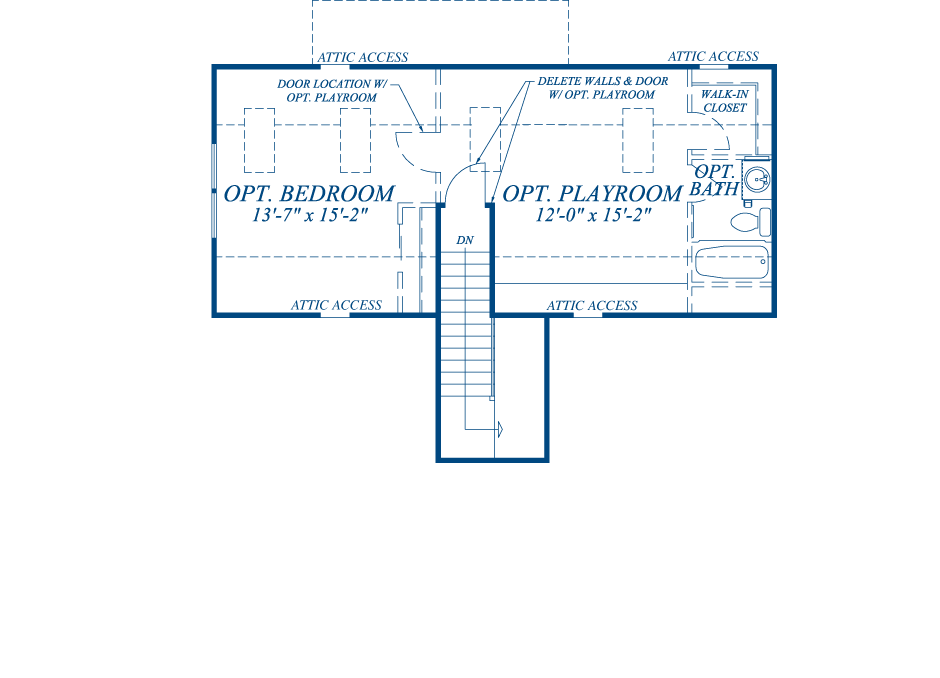 ATTIC ACCESS
ATTIC ACCESS
DOOR LOCATION W/
OPT. PLAYROOM
DELETE WALLS & DOOR
W/ OPT. PLAYROOM
WALK-IN
CLOSET
OPT.
BATH
OPT. BEDROOM
13'-7" x 15'-2"
OPT. PLAYROOM
12'-0" x 15'-2"
DN
ATTIC ACCESS
ATTIC ACCESS